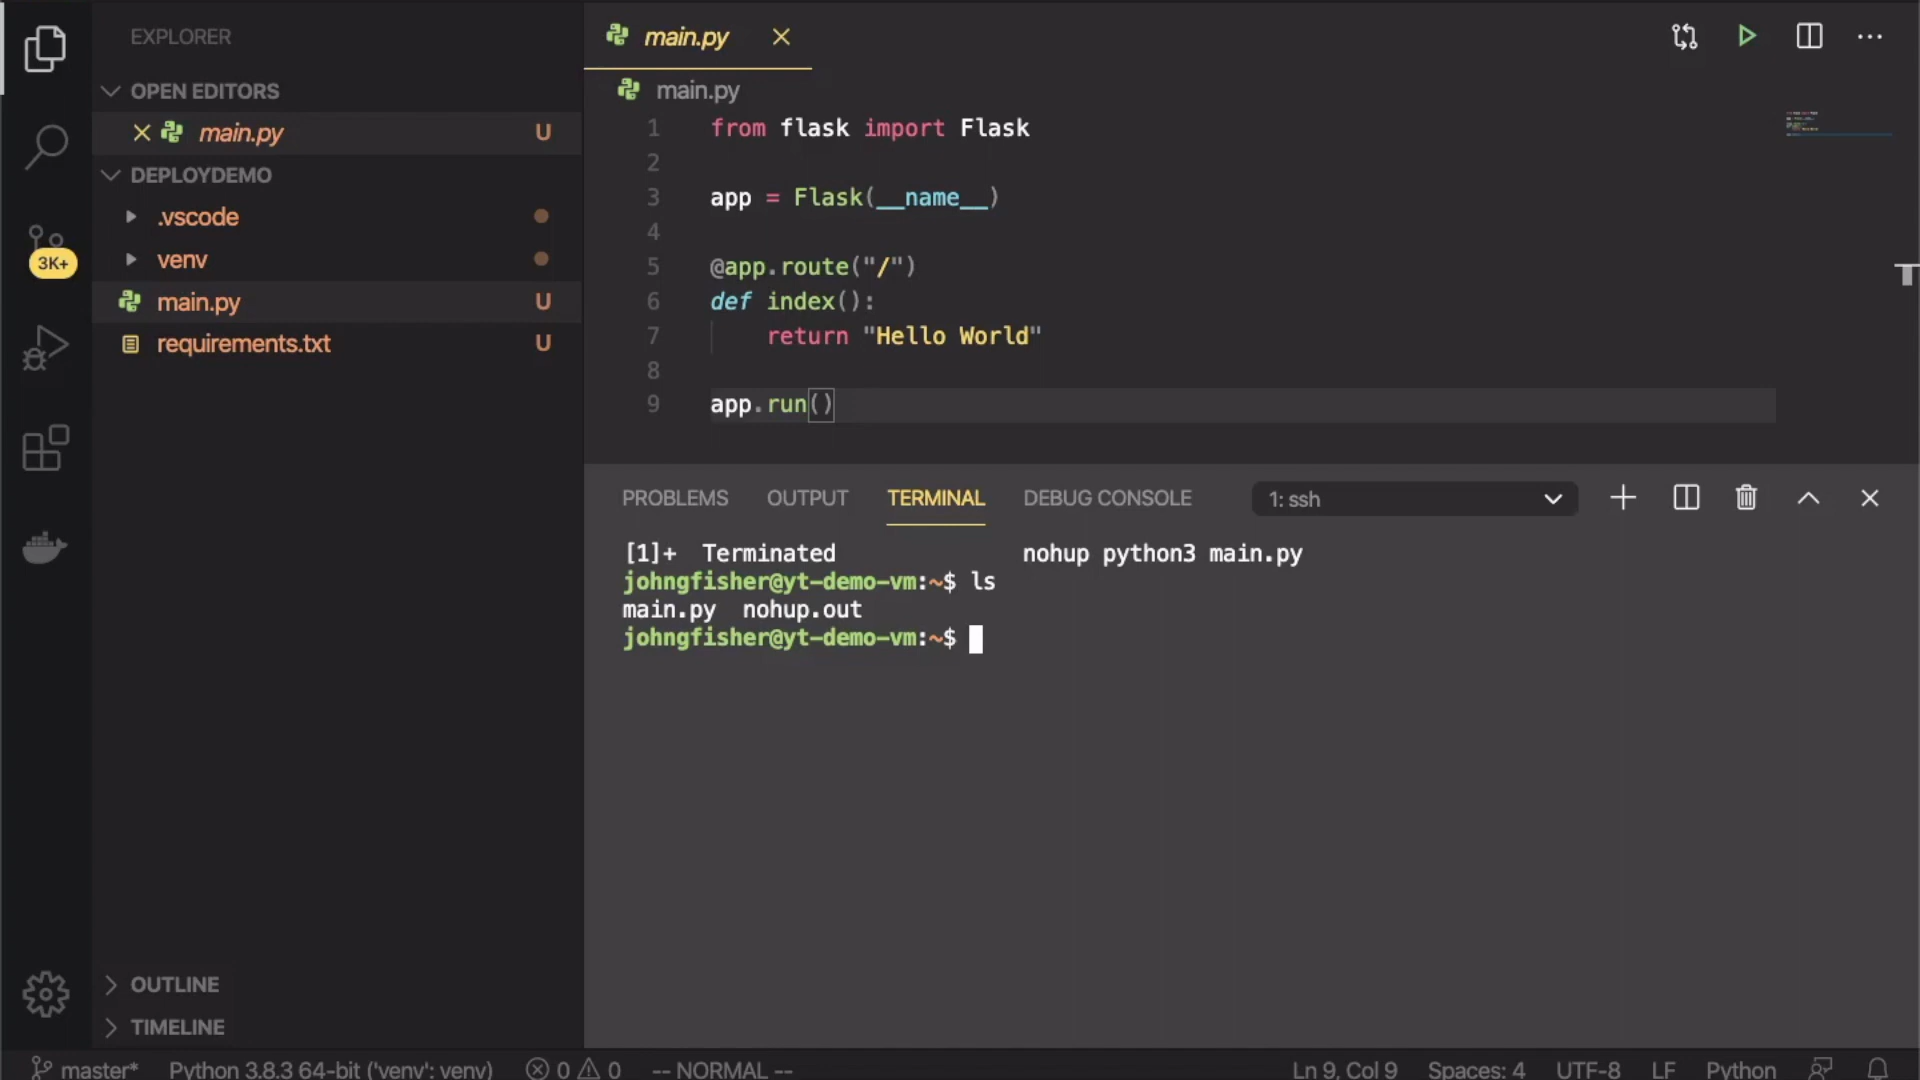 EXPLORER
OPEN EDITORS
main.py U
DEPLOYDEMO
.vscode
venv
main.py U
requirements.txt U
OUTLINE
TIMELINE
3K+
main.py
main.py
1 from flask import Flask
2
3 app = Flask(__name__)
4
5 @app.route("/")
6 def index():
7 return "Hello World"
8
9 app.run()
PROBLEMS OUTPUT TERMINAL DEBUG CONSOLE 1: ssh
[1]+ Terminated nohup python3 main.py
johngfisher@yt-demo-vm:~$ ls
main.py nohup.out
johngfisher@yt-demo-vm:~$
master* Python 3.8.3 64-bit ('venv': venv) 0 0 -- NORMAL -- Ln 9, Col 9 Spaces: 4 UTF-8 LF Python